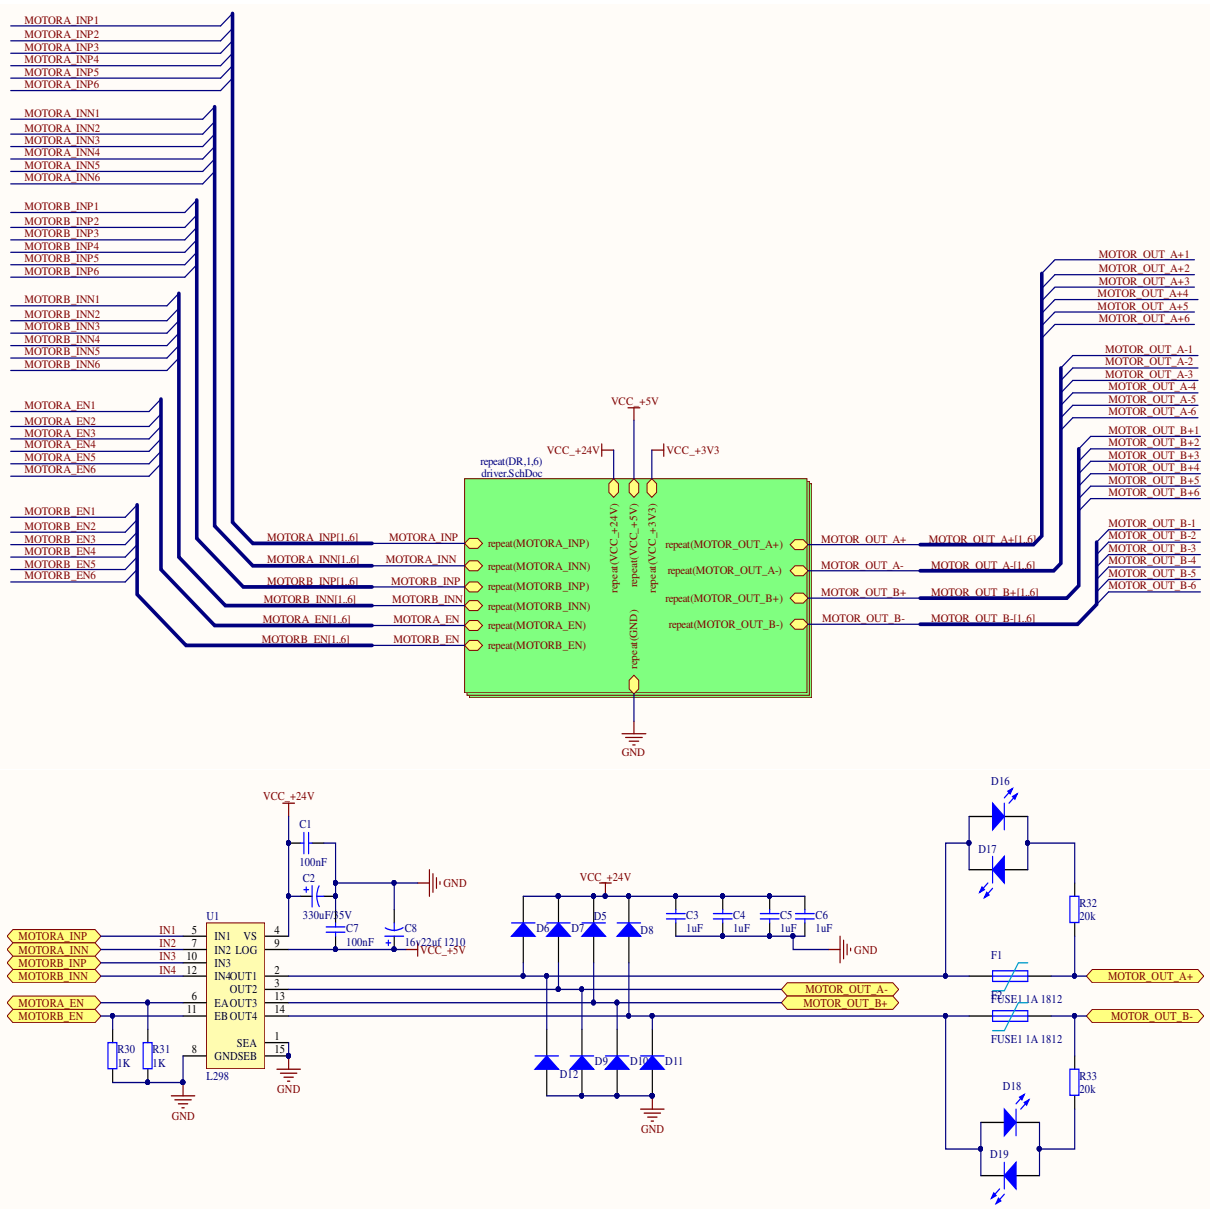 MOTORA_INP1
MOTORA_INP2
MOTORA_INP3
MOTORA_INP4
MOTORA_INP5
MOTORA_INP6
MOTORA_INN1
MOTORA_INN2
MOTORA_INN3
MOTORA_INN4
MOTORA_INN5
MOTORA_INN6
MOTORB_INP1
MOTORB_INP2
MOTORB_INP3
MOTORB_INP4
MOTORB_INP5
MOTORB_INP6
MOTORB_INN1
MOTORB_INN2
MOTORB_INN3
MOTORB_INN4
MOTORB_INN5
MOTORB_INN6
MOTORA_EN1
MOTORA_EN2
MOTORA_EN3
MOTORA_EN4
MOTORA_EN5
MOTORA_EN6
MOTORB_EN1
MOTORB_EN2
MOTORB_EN3
MOTORB_EN4
MOTORB_EN5
MOTORB_EN6
MOTORA_INP[1..6]
MOTORA_INN[1..6]
MOTORB_INP[1..6]
MOTORB_INN[1..6]
MOTORA_EN[1..6]
MOTORB_EN[1..6]
MOTORA_INP
MOTORA_INN
MOTORB_INP
MOTORB_INN
MOTORA_EN
MOTORB_EN
repeat(DR,1,6)
driver.SchDoc
VCC_+5V
VCC_+24V
VCC_+3V3
repeat(VCC_+24V)
repeat(VCC_+5V)
repeat(VCC_+3V3)
repeat(MOTORA_INP)
repeat(MOTORA_INN)
repeat(MOTORB_INP)
repeat(MOTORB_INN)
repeat(MOTORA_EN)
repeat(MOTORB_EN)
repeat(GND)
repeat(MOTOR_OUT_A+)
repeat(MOTOR_OUT_A-)
repeat(MOTOR_OUT_B+)
repeat(MOTOR_OUT_B-)
GND
MOTOR_OUT_A+
MOTOR_OUT_A-
MOTOR_OUT_B+
MOTOR_OUT_B-
MOTOR_OUT_A+[1..6]
MOTOR_OUT_A-[1..6]
MOTOR_OUT_B+[1..6]
MOTOR_OUT_B-[1..6]
MOTOR_OUT_A+1
MOTOR_OUT_A+2
MOTOR_OUT_A+3
MOTOR_OUT_A+4
MOTOR_OUT_A+5
MOTOR_OUT_A+6
MOTOR_OUT_A-1
MOTOR_OUT_A-2
MOTOR_OUT_A-3
MOTOR_OUT_A-4
MOTOR_OUT_A-5
MOTOR_OUT_A-6
MOTOR_OUT_B+1
MOTOR_OUT_B+2
MOTOR_OUT_B+3
MOTOR_OUT_B+4
MOTOR_OUT_B+5
MOTOR_OUT_B+6
MOTOR_OUT_B-1
MOTOR_OUT_B-2
MOTOR_OUT_B-3
MOTOR_OUT_B-4
MOTOR_OUT_B-5
MOTOR_OUT_B-6
VCC_+24V
C1
100nF
C2
330uF/35V
GND
C7
100nF
C8
16v22uf 1210
VCC_+5V
U1
MOTORA_INP IN1 5 IN1 VS 4
MOTORA_INN IN2 7 IN2 LOG 9
MOTORB_INP IN3 10 IN3
MOTORB_INN IN4 12 IN4 OUT1 2
OUT2 3
MOTORA_EN 6 EA OUT3 13
MOTORB_EN 11 EB OUT4 14
SEA 1
8 GND SEB 15
L298
R30
1K
R31
1K
GND
GND
VCC_+24V
D6
D7
D5
D8
C3
1uF
C4
1uF
C5
1uF
C6
1uF
GND
MOTOR_OUT_A-
MOTOR_OUT_B+
D12
D9
D11
GND
D16
D17
R32
20k
F1
FUSE1 1A 1812
MOTOR_OUT_A+
FUSE1 1A 1812
MOTOR_OUT_B-
R33
20k
D18
D19